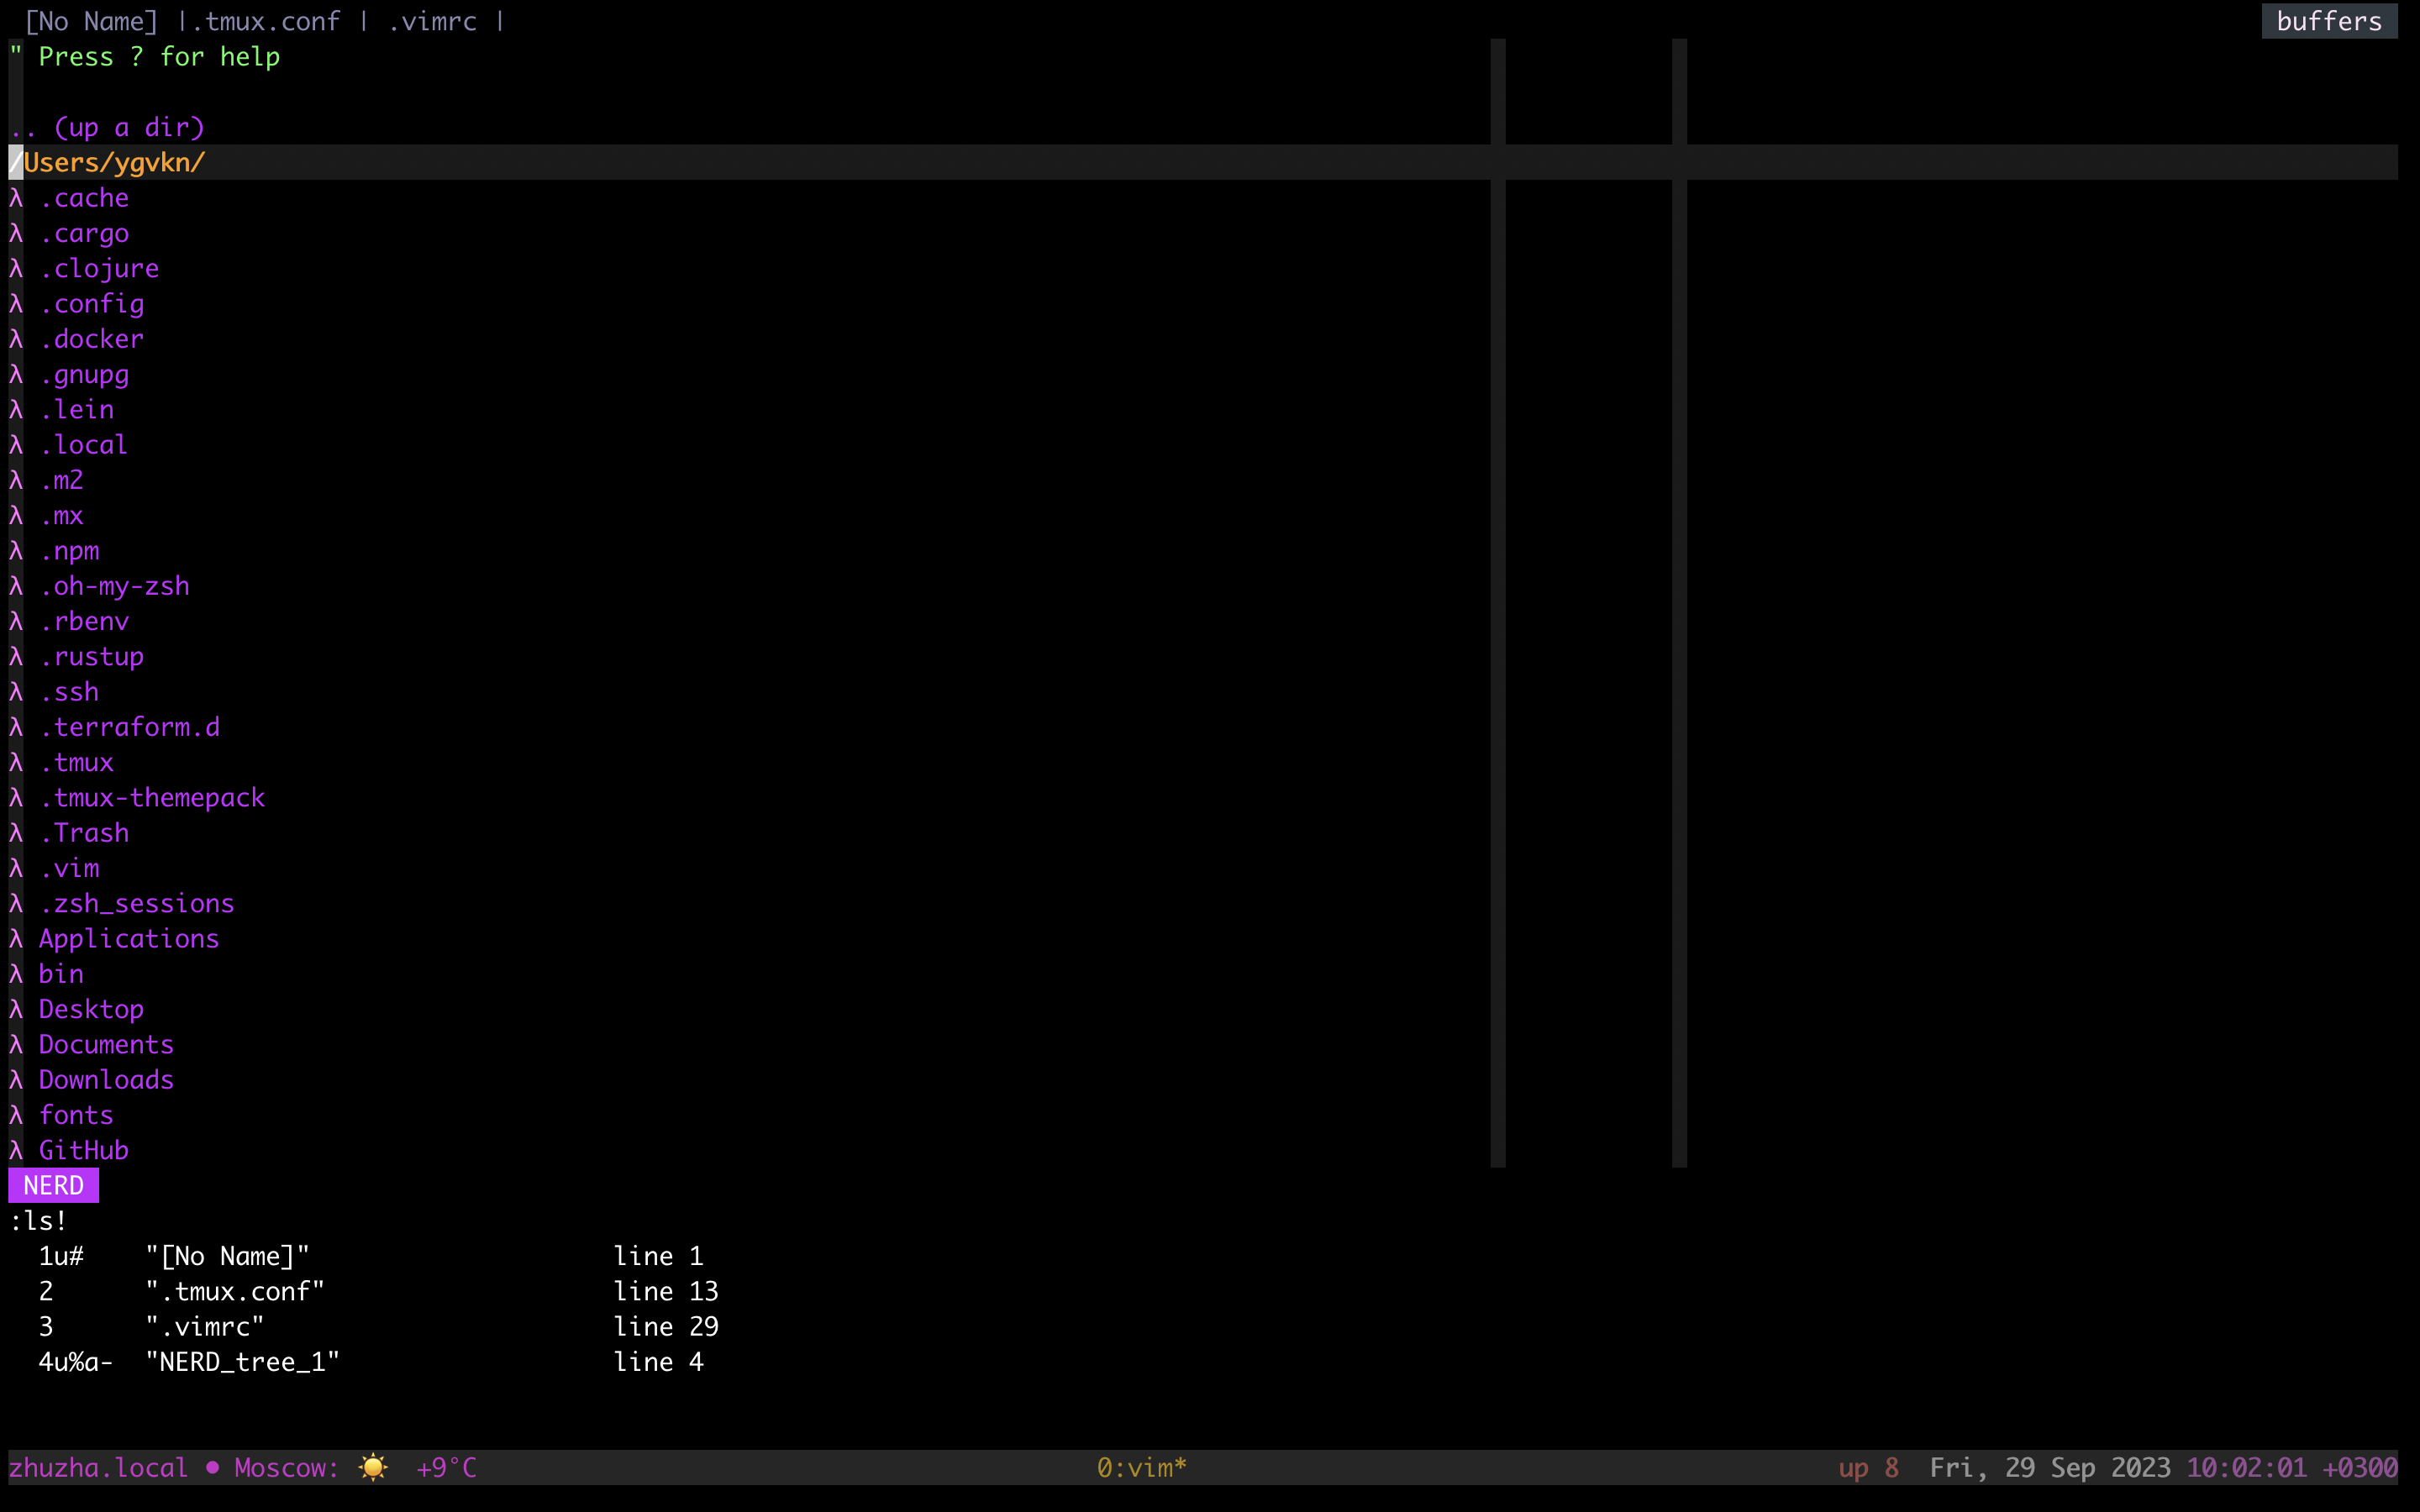 [No Name] |.tmux.conf | .vimrc | buffers
" Press ? for help
.. (up a dir)
/Users/ygvkn/
λ .cache
λ .cargo
λ .clojure
λ .config
λ .docker
λ .gnupg
λ .lein
λ .local
λ .m2
λ .mx
λ .npm
λ .oh-my-zsh
λ .rbenv
λ .rustup
λ .ssh
λ .terraform.d
λ .tmux
λ .tmux-themepack
λ .Trash
λ .vim
λ .zsh_sessions
λ Applications
λ bin
λ Desktop
λ Documents
λ Downloads
λ fonts
λ GitHub
NERD
:ls!
1u# "[No Name]" line 1
2 ".tmux.conf" line 13
3 ".vimrc" line 29
4u%a- "NERD_tree_1" line 4
zhuzha.local ● Moscow: ☀️ +9°C 0:vim* up 8 Fri, 29 Sep 2023 10:02:01 +0300